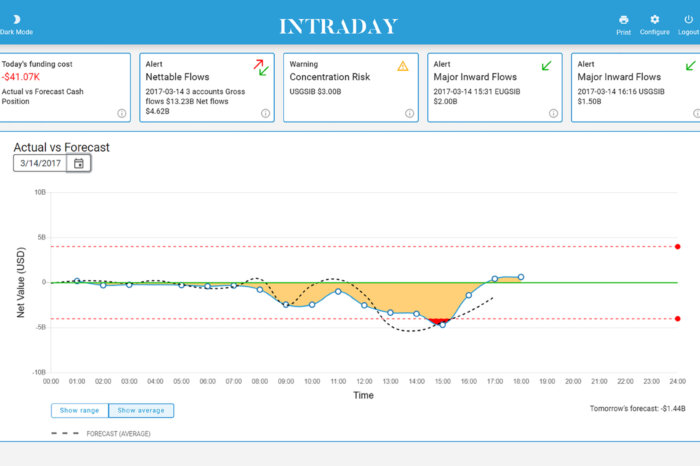 INTRADAY
Dark Mode
Print
Configure
Logout
Today's funding cost
-$41.07K
Actual vs Forecast Cash
Position
Alert
Nettable Flows
2017-03-14 3 accounts Gross
flows $13.23B Net flows
$4.62B
Warning
Concentration Risk
USGSIB $3.00B
Alert
Major Inward Flows
2017-03-14 15:31 EUGSIB
$2.00B
Alert
Major Inward Flows
2017-03-14 16:16 USGSIB
$1.50B
Actual vs Forecast
3/14/2017
10B
5B
0
-5B
-10B
Net Value (USD)
00:00 01:00 02:00 03:00 04:00 05:00 06:00 07:00 08:00 09:00 10:00 11:00 12:00 13:00 14:00 15:00 16:00 17:00 18:00 19:00 20:00 21:00 22:00 23:00 24:00
Time
Show range
Show average
Tomorrow's forecast: -$1.44B
FORECAST (AVERAGE)